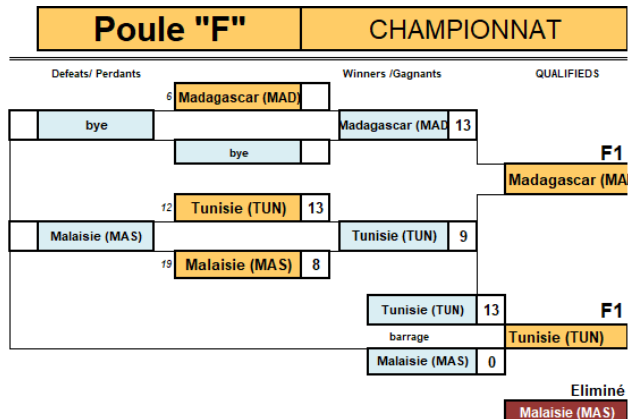 Poule "F" CHAMPIONNAT
Defeats/ Perdants Winners /Gagnants QUALIFIEDS
6 Madagascar (MAD)
bye Madagascar (MAD 13
bye F1
Madagascar (MA
12 Tunisie (TUN) 13
Malaisie (MAS) Tunisie (TUN) 9
19 Malaisie (MAS) 8
Tunisie (TUN) 13 F1
barrage Tunisie (TUN)
Malaisie (MAS) 0
Eliminé
Malaisie (MAS)